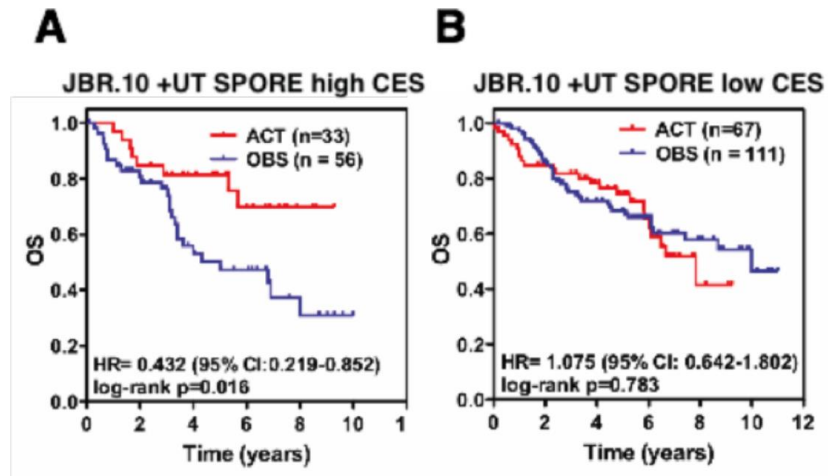 A
B
JBR.10 +UT SPORE high CES
JBR.10 +UT SPORE low CES
1.0
0.8
0.6
0.4
0.2
0.0
OS
ACT (n=33)
OBS (n = 56)
HR= 0.432 (95% CI:0.219-0.852)
log-rank p=0.016
0 2 4 6 8 10 1
Time (years)
1.0
0.8
0.6
0.4
0.2
0.0
OS
ACT (n=67)
OBS (n = 111)
HR= 1.075 (95% CI: 0.642-1.802)
log-rank p=0.783
0 2 4 6 8 10 12
Time (years)